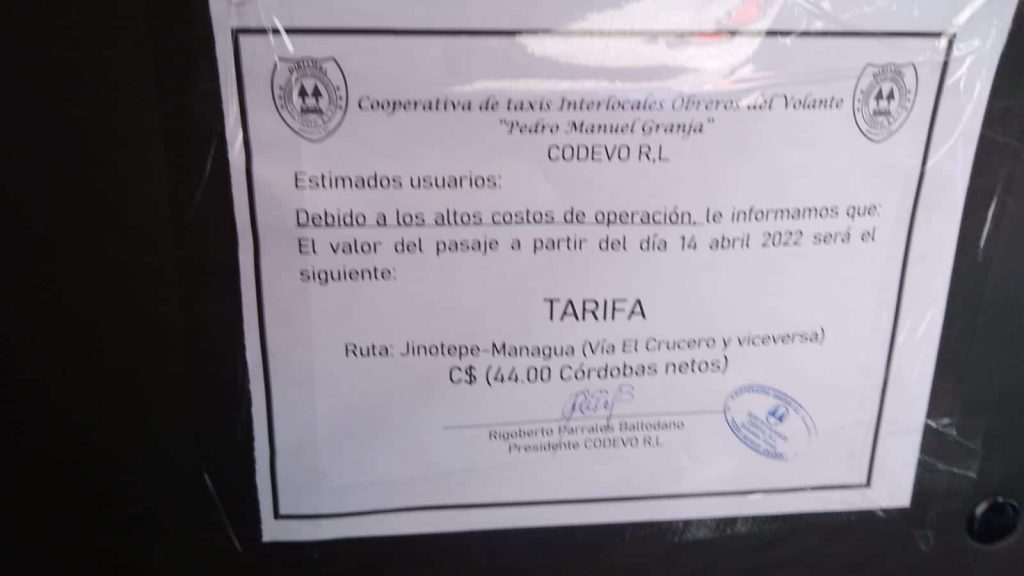 DIRIAMBA
DIRIAMBA
Cooperativa de taxis Interlocales Obreros del Volante
"Pedro Manuel Granja"
CODEVO R,L
Estimados usuarios:
Debido a los altos costos de operación, le informamos que:
El valor del pasaje a partir del día 14 abril 2022 será el
siguiente:
TARIFA
Ruta: Jinotepe-Managua (Vía El Crucero y viceversa)
C$ (44.00 Córdobas netos)
Rigoberto Parrales Baltodano
Presidente CODEVO R.L